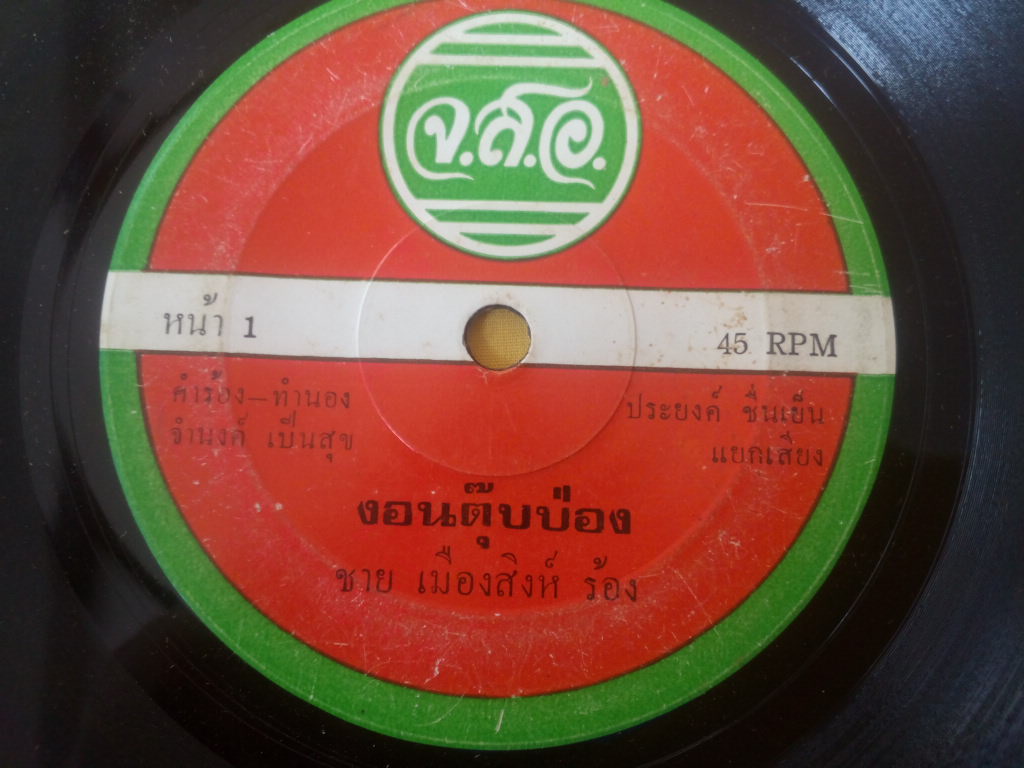 จ.ส.อ.
หน้า 1
45 RPM
คำร้อง–ทำนอง
จำนงค์ เป็นสุข
ประยงค์ ชื่นเย็น
แยกเสียง
งอนตุ๊บป่อง
ชาย เมืองสิงห์ ร้อง